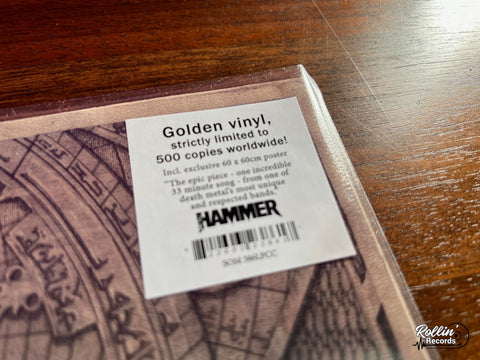 Golden vinyl,
strictly limited to
500 copies worldwide!
Incl. exclusive 60 x 60cm poster
"The epic piece - one incredible
33 minute song - from one of
death metal's most unique
and respected bands."
HAMMER
Rollin'
Records